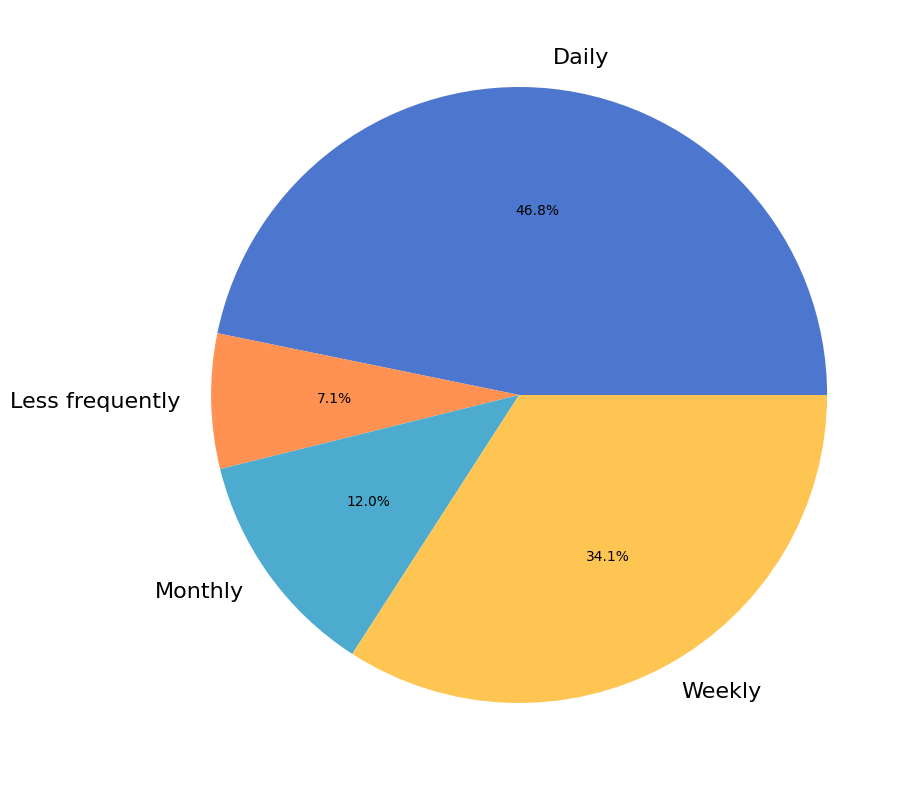 Daily
46.8%
Less frequently
7.1%
12.0%
34.1%
Monthly
Weekly